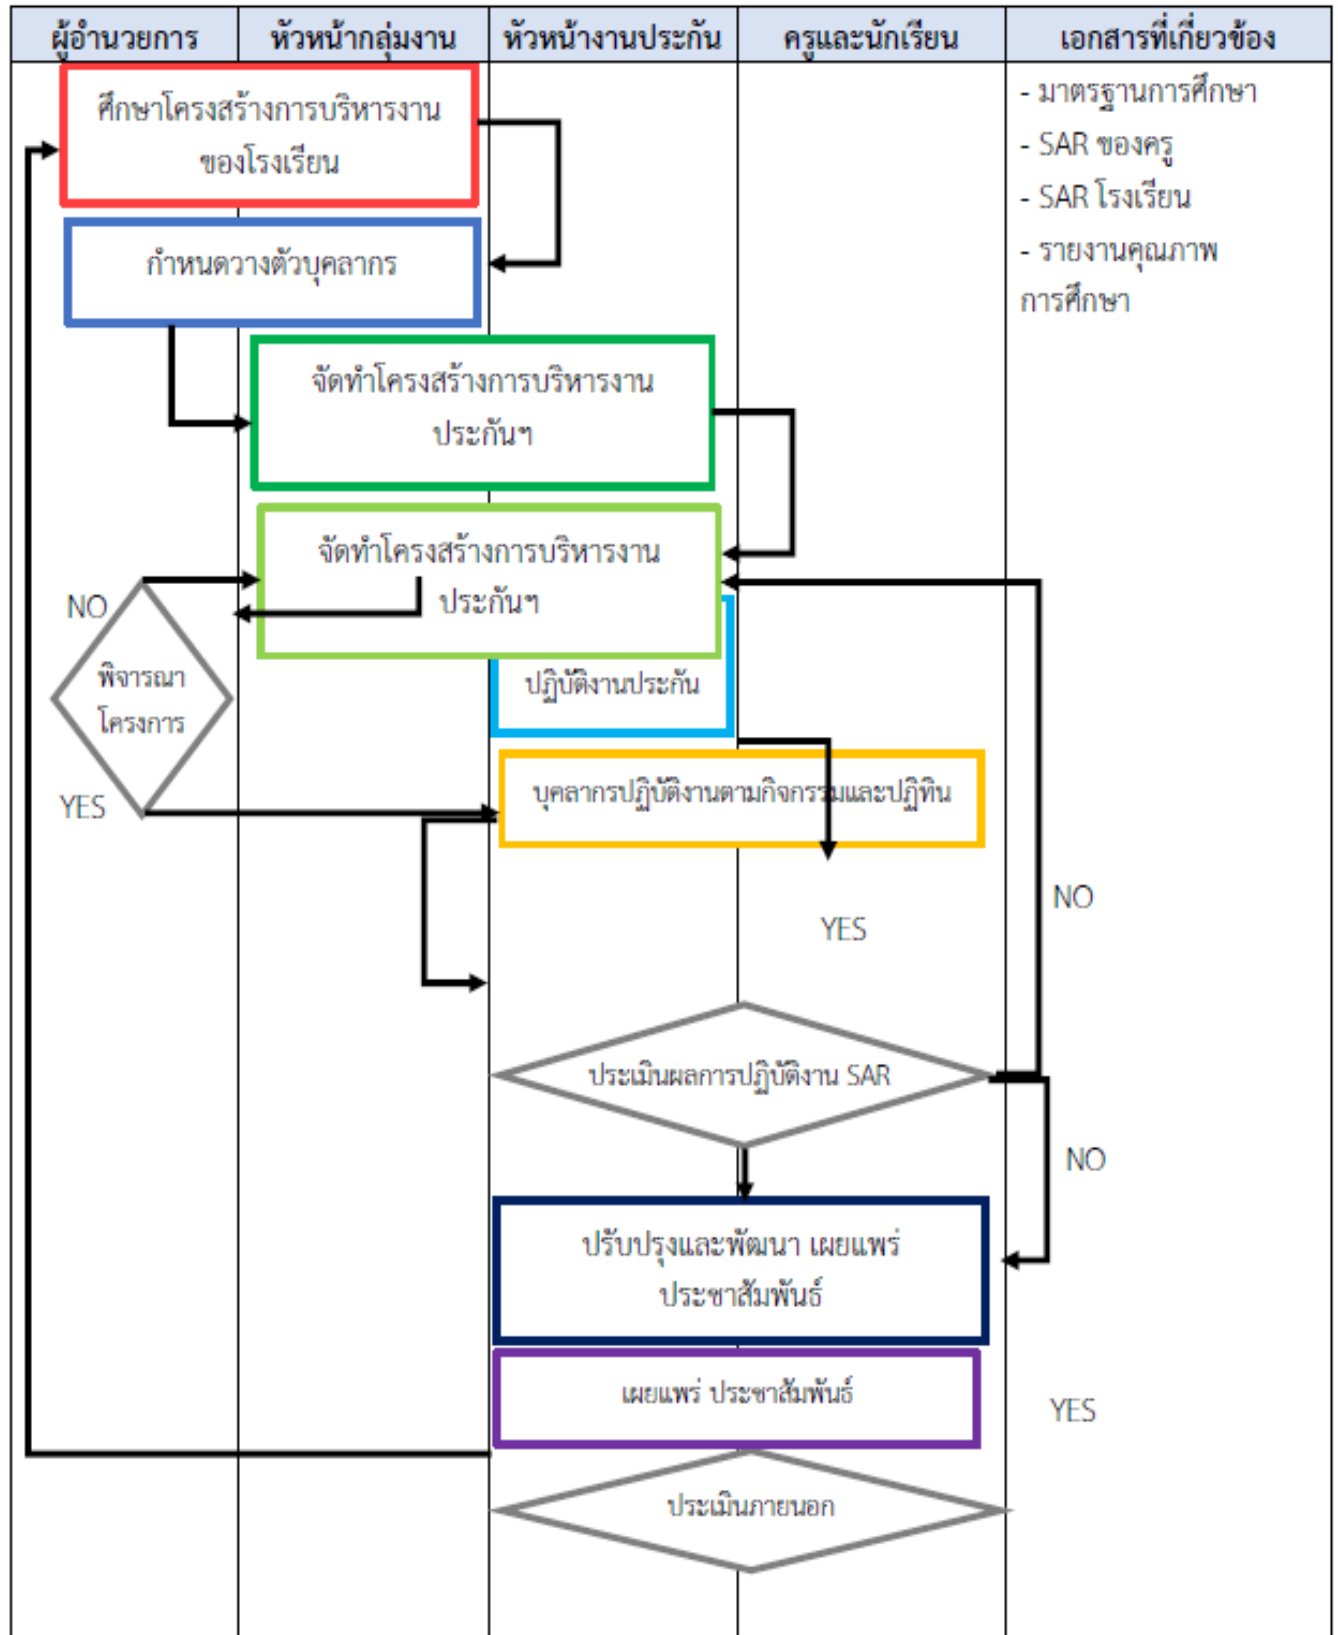 ผู้อำนวยการ
หัวหน้ากลุ่มงาน
หัวหน้างานประกัน
ครูและนักเรียน
เอกสารที่เกี่ยวข้อง
ศึกษาโครงสร้างการบริหารงาน
ของโรงเรียน
- มาตรฐานการศึกษา
- SAR ของครู
- SAR โรงเรียน
- รายงานคุณภาพ
การศึกษา
กำหนดวางตัวบุคลากร
จัดทำโครงสร้างการบริหารงาน
ประกันฯ
จัดทำโครงสร้างการบริหารงาน
ประกันฯ
NO
พิจารณา
โครงการ
YES
ปฏิบัติงานประกัน
บุคลากรปฏิบัติงานตามกิจกรรมและปฏิทิน
NO
YES
ประเมินผลการปฏิบัติงาน SAR
NO
ปรับปรุงและพัฒนา เผยแพร่
ประชาสัมพันธ์
เผยแพร่ ประชาสัมพันธ์
YES
ประเมินภายนอก